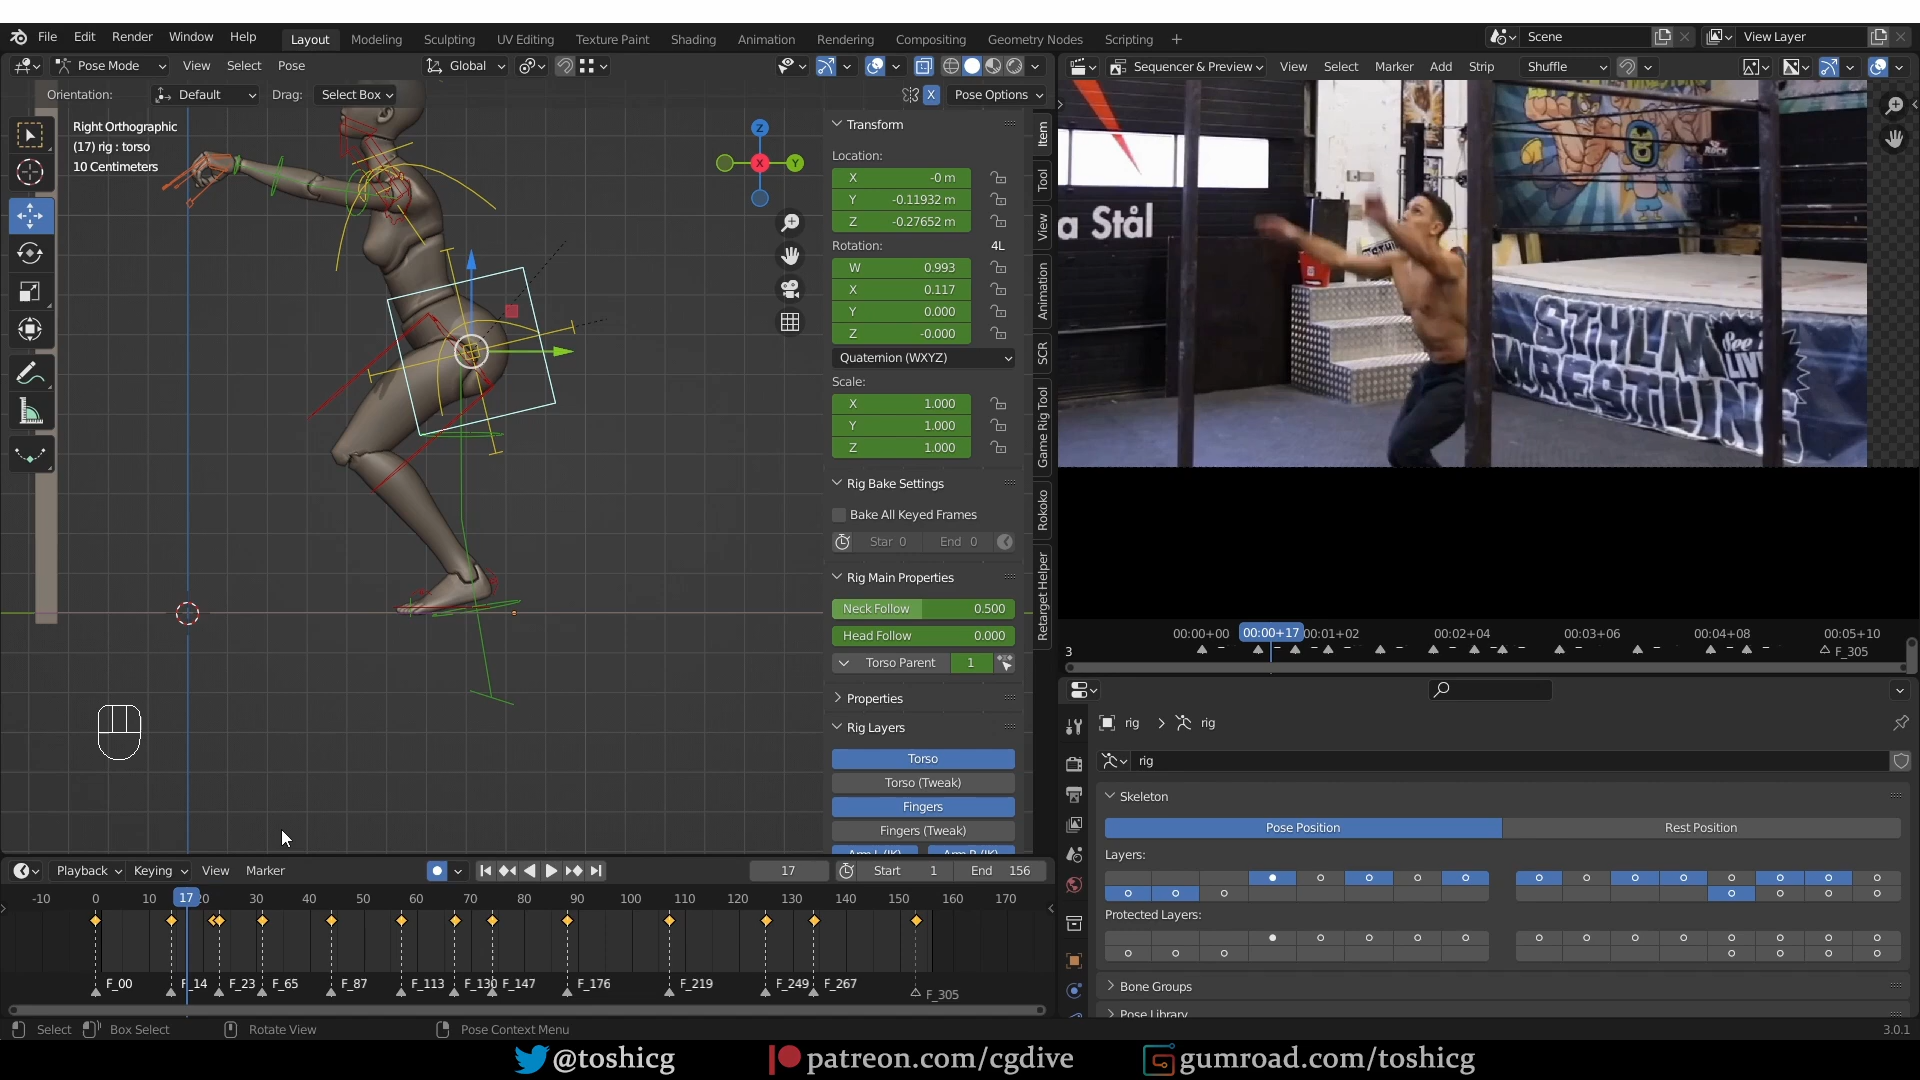 File Edit Render Window Help Layout Modeling Sculpting UV Editing Texture Paint Shading Animation Rendering Compositing Geometry Nodes Scripting + Scene View Layer
Pose Mode View Select Pose Global Sequencer & Preview View Select Marker Add Strip Shuffle
Orientation: Default Drag: Select Box X Pose Options
Right Orthographic
(17) rig : torso
10 Centimeters
Z
X
Y
Transform
Location:
X -0 m
Y -0.11932 m
Z -0.27652 m
Rotation: 4L
W 0.993
X 0.117
Y 0.000
Z -0.000
Quaternion (WXYZ)
Scale:
X 1.000
Y 1.000
Z 1.000
Rig Bake Settings
Bake All Keyed Frames
Star 0 End 0
Rig Main Properties
Neck Follow 0.500
Head Follow 0.000
Torso Parent 1
Properties
Rig Layers
Torso
Torso (Tweak)
Fingers
Fingers (Tweak)
Arm L (IK) Arm R (IK)
Item
Tool
View
Animation
SCR
Game Rig Tool
Rokoko
Retarget Helper
a Stål
STHLM
WRESTLING
See
LIV
00:00+00 00:00+17 00:01+02 00:02+04 00:03+06 00:04+08 00:05+10
3 F_305
rig > rig
rig
Skeleton
Pose Position Rest Position
Layers:
Protected Layers:
Bone Groups
Pose Library
Playback Keying View Marker 17 Start 1 End 156
-10 0 17 20 30 40 50 60 70 80 90 100 110 120 130 140 150 160 170
F_00 F_14 F_23 F_65 F_87 F_113 F_130 F_147 F_176 F_219 F_249 F_267 F_305
Select Box Select Rotate View Pose Context Menu 3.0.1
@toshicg patreon.com/cgdive gumroad.com/toshicg